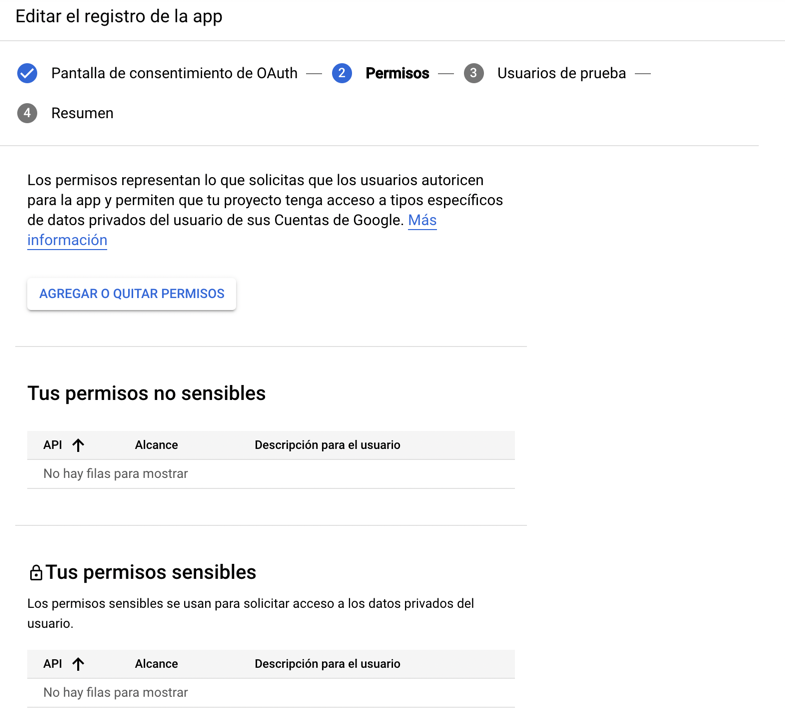 Editar el registro de la app
Pantalla de consentimiento de OAuth — 2 Permisos — 3 Usuarios de prueba —
4 Resumen
Los permisos representan lo que solicitas que los usuarios autoricen
para la app y permiten que tu proyecto tenga acceso a tipos específicos
de datos privados del usuario de sus Cuentas de Google. Más
información
AGREGAR O QUITAR PERMISOS
Tus permisos no sensibles
API Alcance Descripción para el usuario
No hay filas para mostrar
Tus permisos sensibles
Los permisos sensibles se usan para solicitar acceso a los datos privados del
usuario.
API Alcance Descripción para el usuario
No hay filas para mostrar